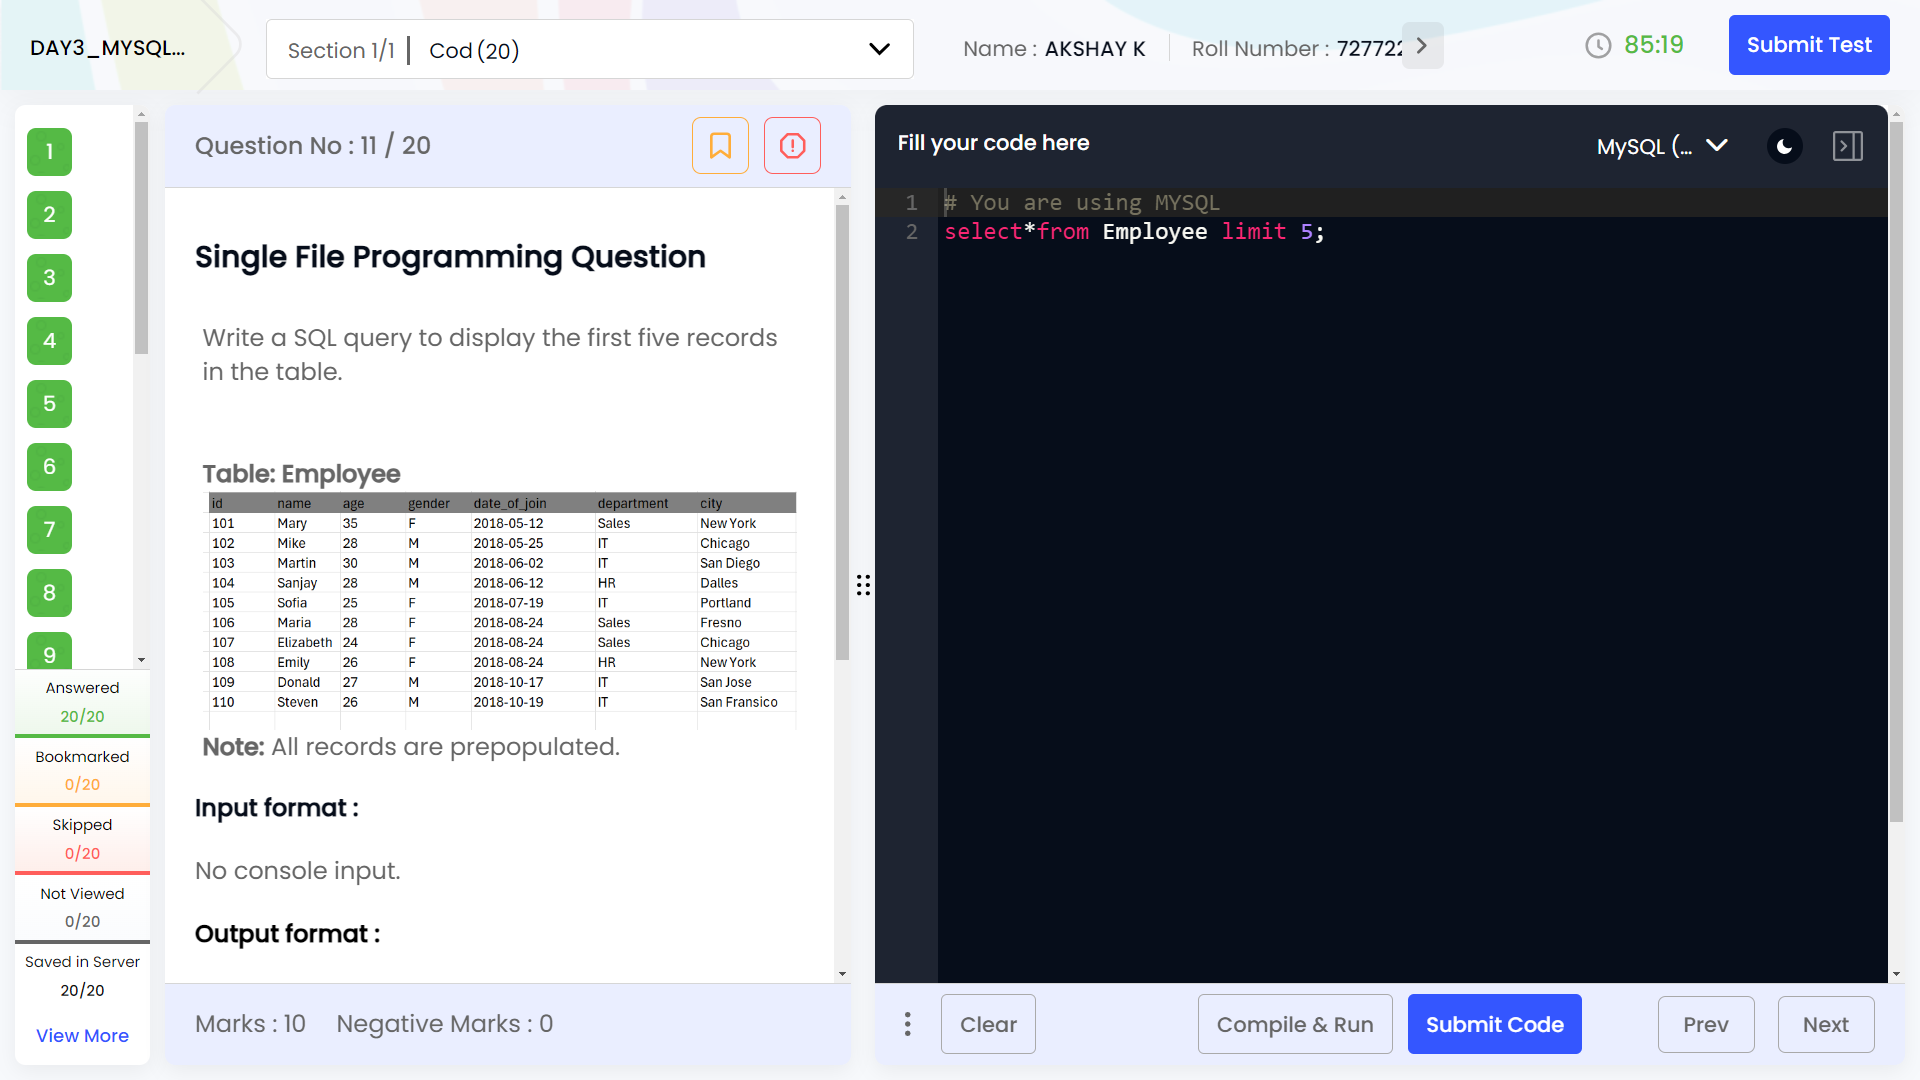 DAY3_MYSQL...
Section 1/1 | Cod (20)
Name : AKSHAY K
Roll Number : 727722
85:19
Submit Test
1
2
3
4
5
6
7
8
9
Answered
20/20
Bookmarked
0/20
Skipped
0/20
Not Viewed
0/20
Saved in Server
20/20
View More
Question No : 11 / 20
Single File Programming Question
Write a SQL query to display the first five records
in the table.
Table: Employee
id name age gender date_of_join department city
101 Mary 35 F 2018-05-12 Sales New York
102 Mike 28 M 2018-05-25 IT Chicago
103 Martin 30 M 2018-06-02 IT San Diego
104 Sanjay 28 M 2018-06-12 HR Dalles
105 Sofia 25 F 2018-07-19 IT Portland
106 Maria 28 F 2018-08-24 Sales Fresno
107 Elizabeth 24 F 2018-08-24 Sales Chicago
108 Emily 26 F 2018-08-24 HR New York
109 Donald 27 M 2018-10-17 IT San Jose
110 Steven 26 M 2018-10-19 IT San Fransico
Note: All records are prepopulated.
Input format :
No console input.
Output format :
Marks : 10 Negative Marks : 0
Fill your code here
MySQL (...
1 # You are using MYSQL
2 select*from Employee limit 5;
Clear
Compile & Run
Submit Code
Prev
Next